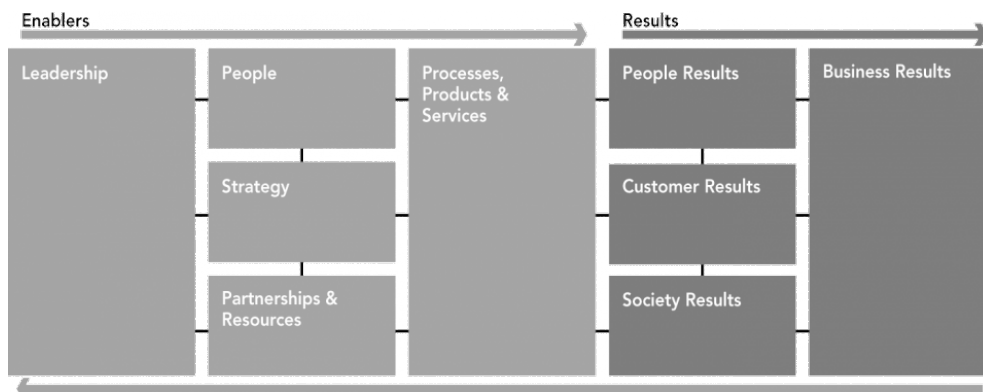 Enablers
Results
Leadership
People
Processes,
Products &
Services
People Results
Business Results
Strategy
Customer Results
Partnerships &
Resources
Society Results